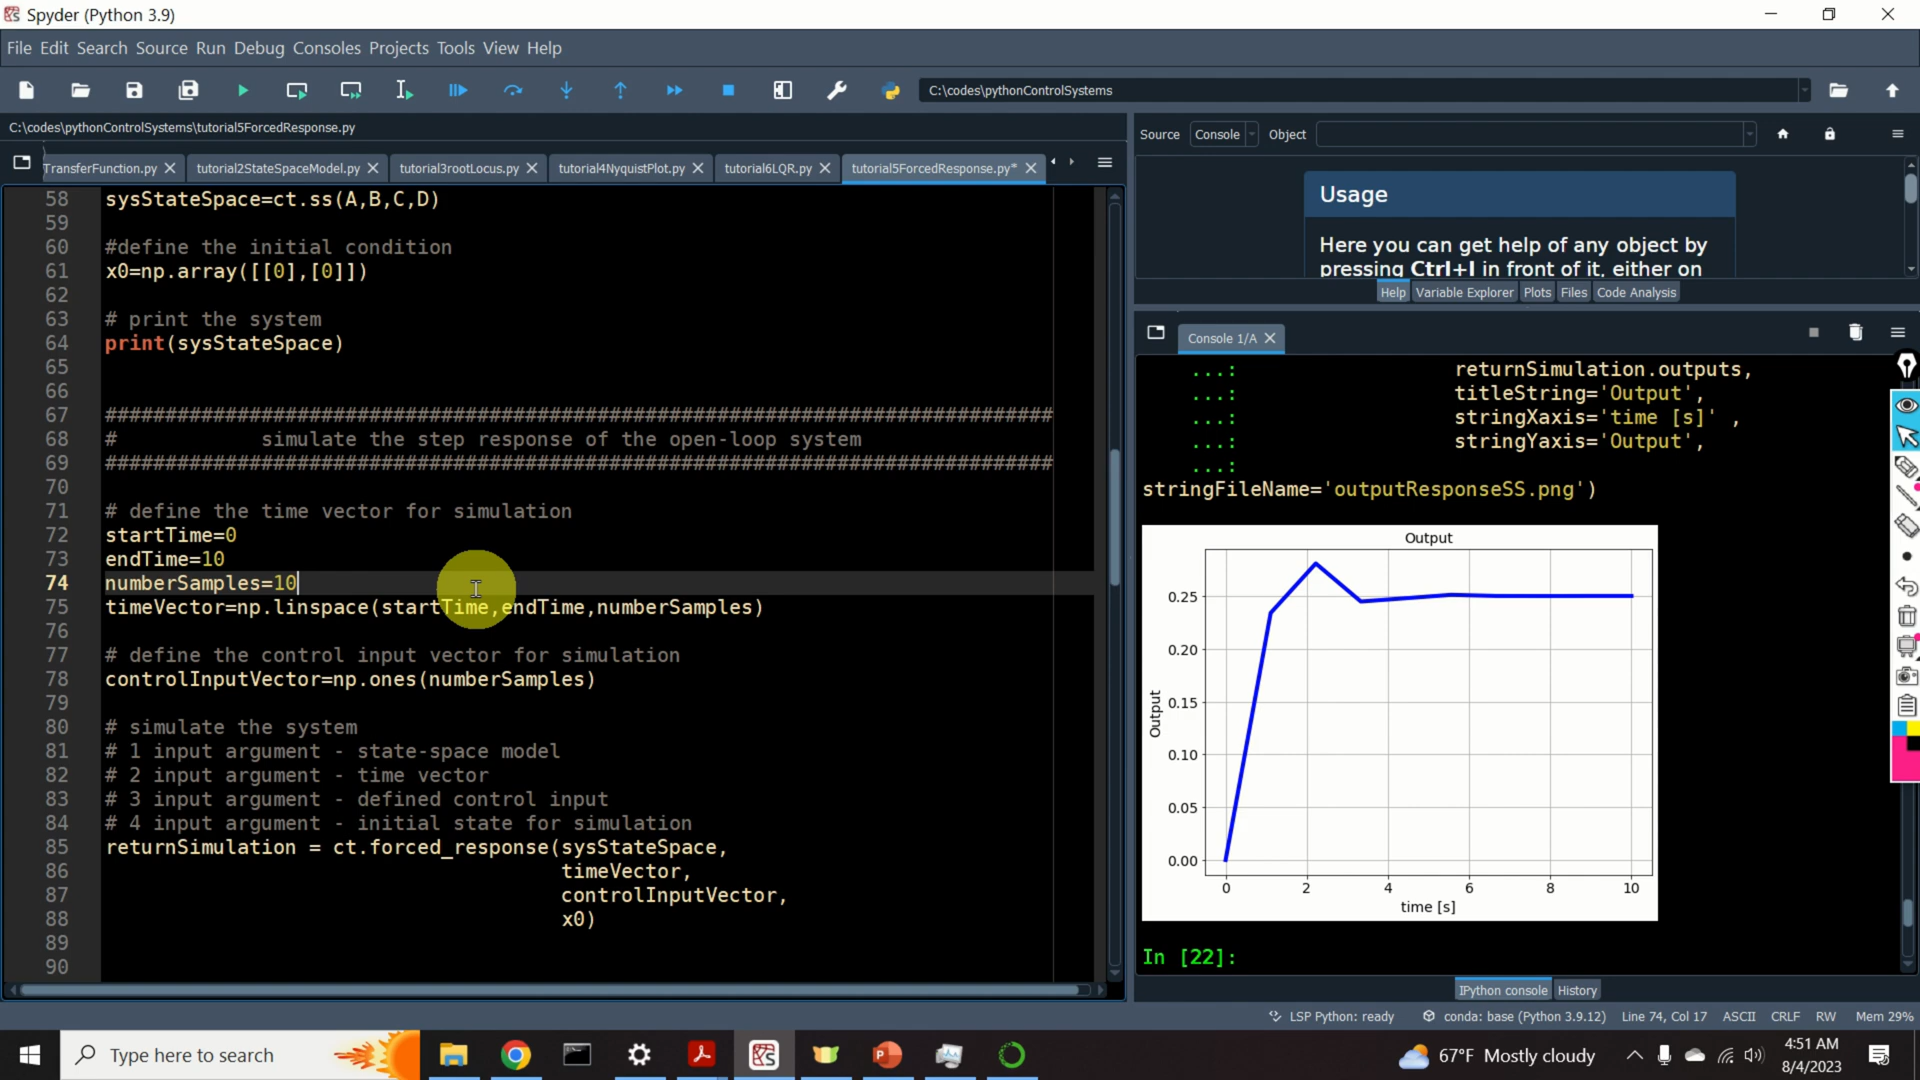 Spyder (Python 3.9)
File Edit Search Source Run Debug Consoles Projects Tools View Help
C:\codes\pythonControlSystems
C:\codes\pythonControlSystems\tutorial5ForcedResponse.py
TransferFunction.py
tutorial2StateSpaceModel.py
tutorial3rootLocus.py
tutorial4NyquistPlot.py
tutorial6LQR.py
tutorial5ForcedResponse.py*
58 sysStateSpace=ct.ss(A,B,C,D)
59
60 #define the initial condition
61 x0=np.array([[0],[0]])
62
63 # print the system
64 print(sysStateSpace)
65
66
67 ###############################################################################
68 #            simulate the step response of the open-loop system
69 ###############################################################################
70
71 # define the time vector for simulation
72 startTime=0
73 endTime=10
74 numberSamples=10
75 timeVector=np.linspace(startTime,endTime,numberSamples)
76
77 # define the control input vector for simulation
78 controlInputVector=np.ones(numberSamples)
79
80 # simulate the system
81 # 1 input argument - state-space model
82 # 2 input argument - time vector
83 # 3 input argument - defined control input
84 # 4 input argument - initial state for simulation
85 returnSimulation = ct.forced_response(sysStateSpace,
86 timeVector,
87 controlInputVector,
88 x0)
89
90
Source Console Object
Usage
Here you can get help of any object by
pressing Ctrl+I in front of it, either on
Help Variable Explorer Plots Files Code Analysis
Console 1/A
...: returnSimulation.outputs,
...: titleString='Output',
...: stringXaxis='time [s]' ,
...: stringYaxis='Output',
...:
stringFileName='outputResponseSS.png')
Output
0.25
0.20
0.15
0.10
0.05
0.00
Output
0 2 4 6 8 10
time [s]
In [22]:
IPython console History
LSP Python: ready conda: base (Python 3.9.12) Line 74, Col 17 ASCII CRLF RW Mem 29%
Type here to search
67°F Mostly cloudy
4:51 AM
8/4/2023